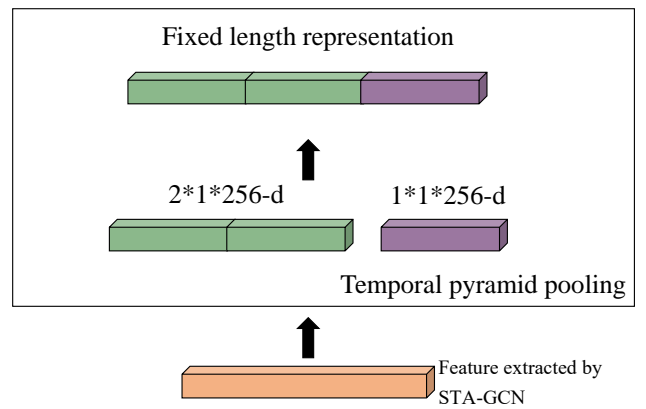 Fixed length representation
2*1*256-d
1*1*256-d
Temporal pyramid pooling
Feature extracted by
STA-GCN